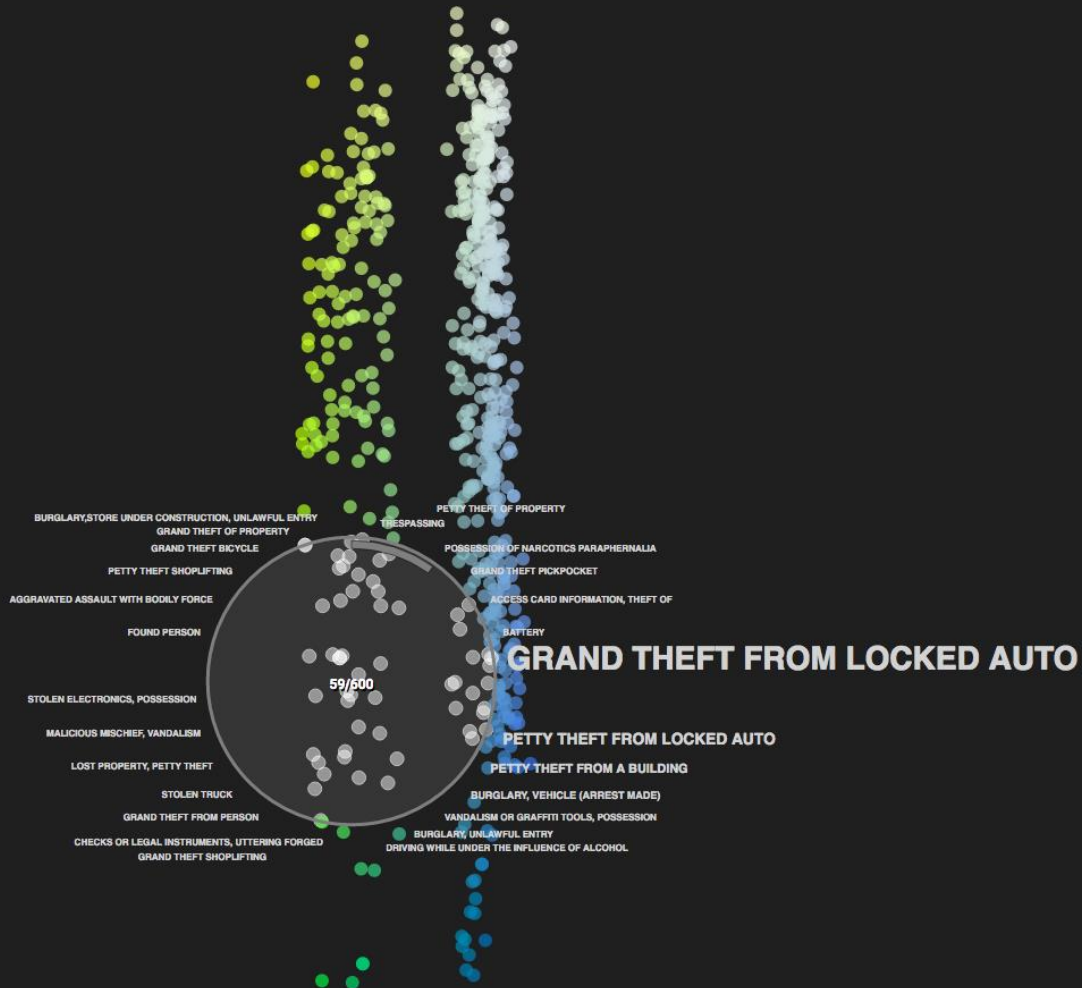 PETTY THEFT OF PROPERTY
BURGLARY,STORE UNDER CONSTRUCTION, UNLAWFUL ENTRY
TRESPASSING
GRAND THEFT OF PROPERTY
GRAND THEFT BICYCLE
POSSESSION OF NARCOTICS PARAPHERNALIA
PETTY THEFT SHOPLIFTING
GRAND THEFT PICKPOCKET
AGGRAVATED ASSAULT WITH BODILY FORCE
ACCESS CARD INFORMATION, THEFT OF
FOUND PERSON
BATTERY
GRAND THEFT FROM LOCKED AUTO
59/600
STOLEN ELECTRONICS, POSSESSION
MALICIOUS MISCHIEF, VANDALISM
PETTY THEFT FROM LOCKED AUTO
LOST PROPERTY, PETTY THEFT
PETTY THEFT FROM A BUILDING
STOLEN TRUCK
BURGLARY, VEHICLE (ARREST MADE)
GRAND THEFT FROM PERSON
VANDALISM OR GRAFFITI TOOLS, POSSESSION
BURGLARY, UNLAWFUL ENTRY
CHECKS OR LEGAL INSTRUMENTS, UTTERING FORGED
DRIVING WHILE UNDER THE INFLUENCE OF ALCOHOL
GRAND THEFT SHOPLIFTING